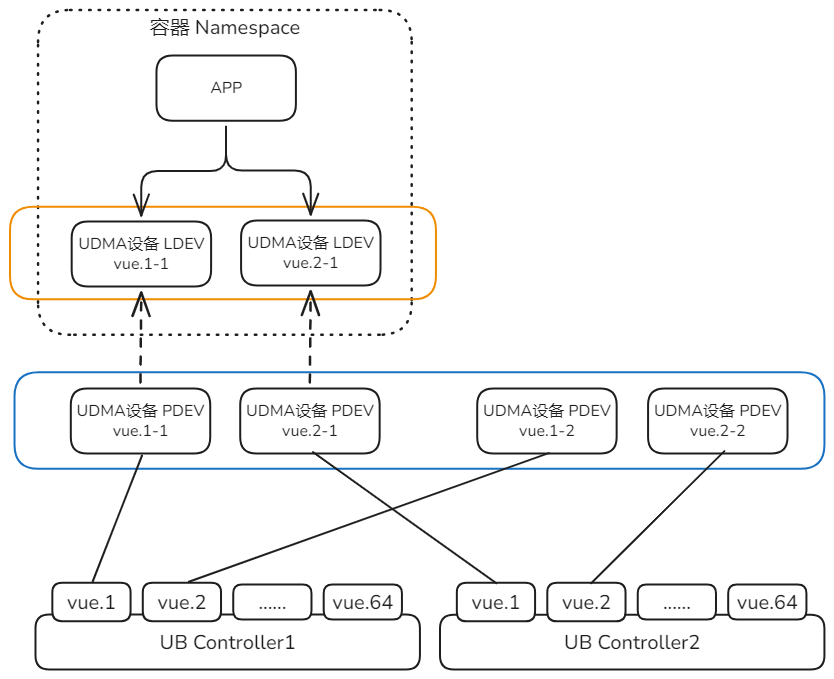 容器 Namespace
APP
UDMA设备 LDEV
vue.1-1
UDMA设备 LDEV
vue.2-1
UDMA设备 PDEV
vue.1-1
UDMA设备 PDEV
vue.2-1
UDMA设备 PDEV
vue.1-2
UDMA设备 PDEV
vue.2-2
vue.1
vue.2
......
vue.64
UB Controller1
vue.1
vue.2
......
vue.64
UB Controller2